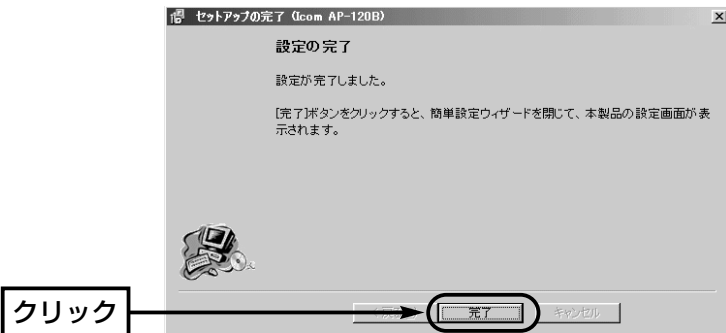 セットアップの完了 (Icom AP-120B)
設定の完了
設定が完了しました。
[完了]ボタンをクリックすると、簡単設定ウィザードを閉じて、本製品の設定画面が表
示されます。
クリック
完了
キャンセル